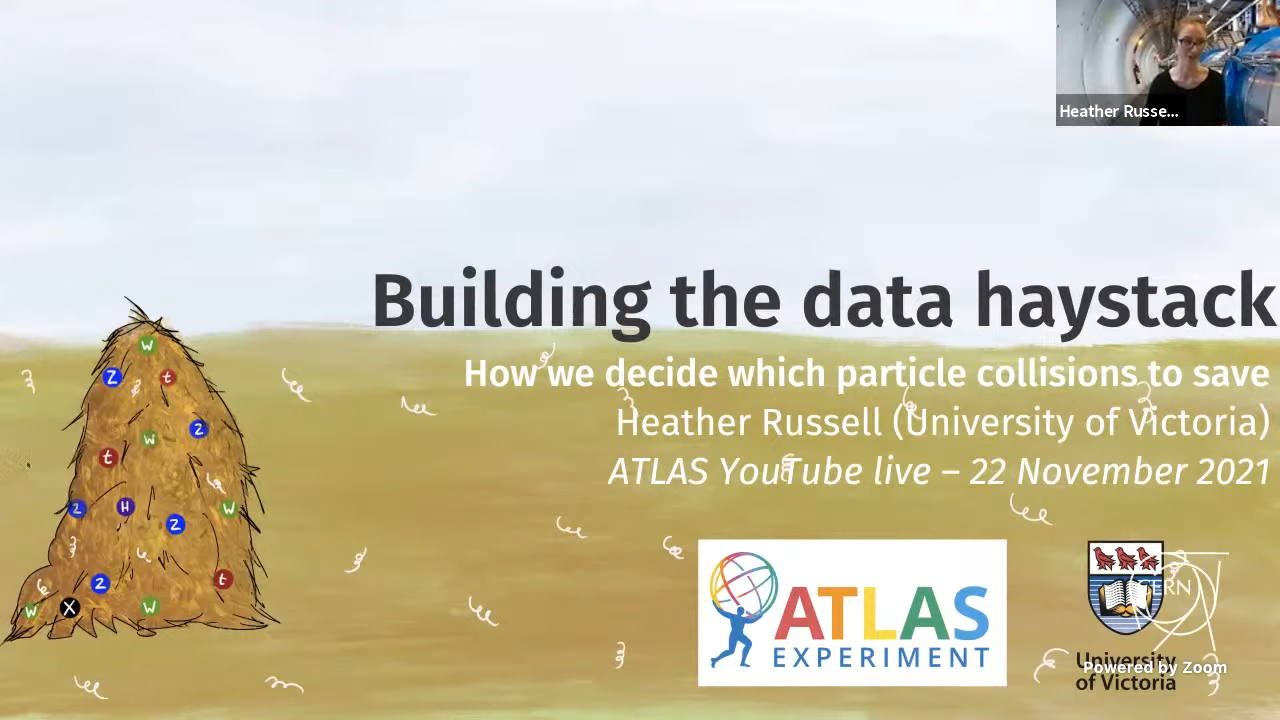 Heather Russe...
Building the data haystack
How we decide which particle collisions to save
Heather Russell (University of Victoria)
ATLAS YouTube live – 22 November 2021
W
Z
t
Z
W
t
Z
H
Z
W
Z
t
W
X
W
ATLAS
EXPERIMENT
CERN
University
of Victoria
Powered by Zoom